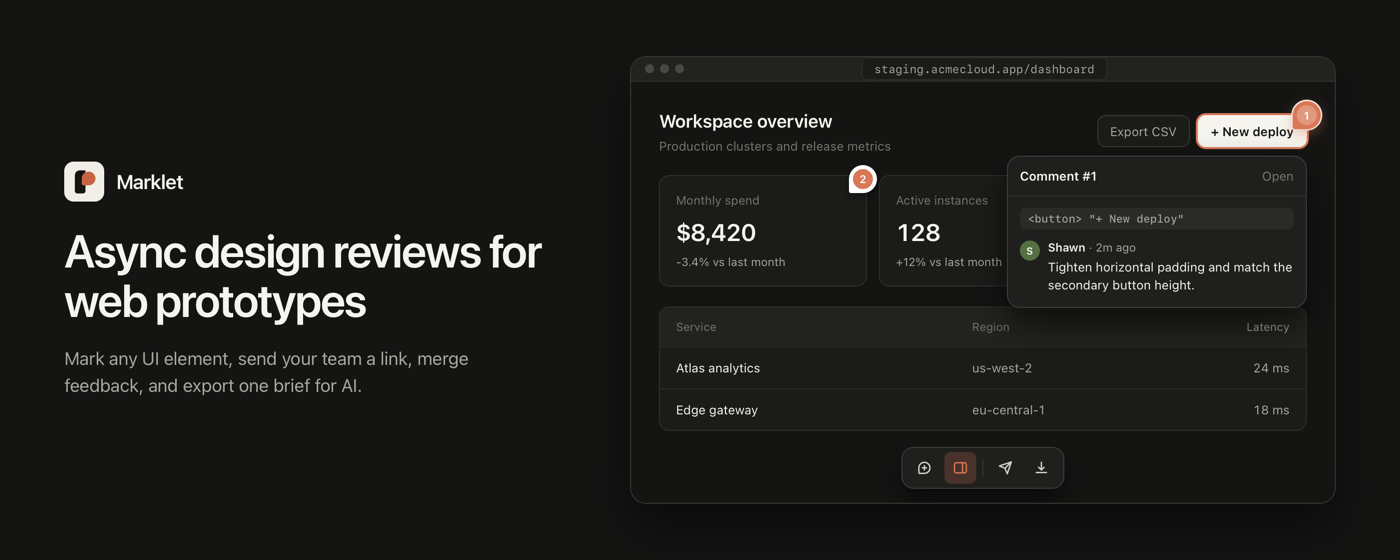 Marklet
Async design reviews for
web prototypes
Mark any UI element, send your team a link, merge
feedback, and export one brief for AI.
staging.acmecloud.app/dashboard
Workspace overview
Production clusters and release metrics
Export CSV
+ New deploy
1
2
Monthly spend
$8,420
-3.4% vs last month
Active instances
128
+12% vs last month
Comment #1
Open
<button> "+ New deploy"
S
Shawn · 2m ago
Tighten horizontal padding and match the
secondary button height.
Service Region Latency
Atlas analytics us-west-2 24 ms
Edge gateway eu-central-1 18 ms